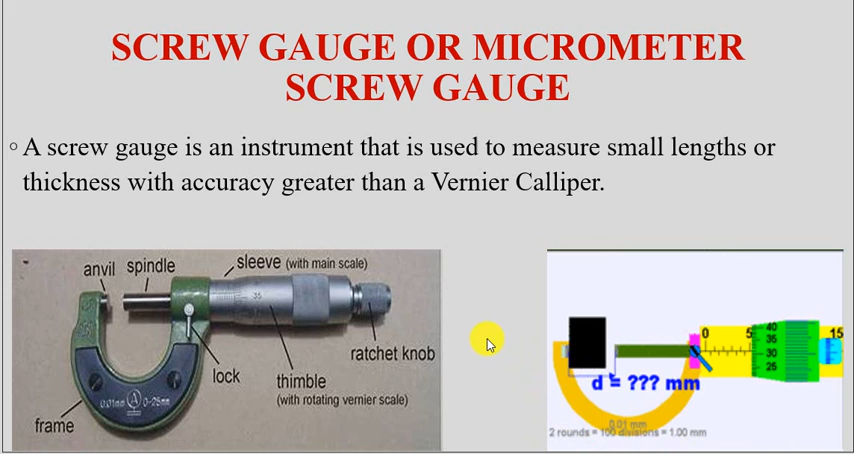 SCREW GAUGE OR MICROMETER
SCREW GAUGE
A screw gauge is an instrument that is used to measure small lengths or
thickness with accuracy greater than a Vernier Calliper.
anvil
spindle
sleeve (with main scale)
35
ratchet knob
lock
thimble
(with rotating vernier scale)
frame
0.01mm A 0-25mm
0 5 15
40
35
30
25
d = ??? mm
0.01 mm
2 rounds = 100 divisions = 1.00 mm